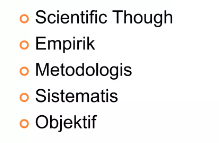 Scientific Though
Empirik
Metodologis
Sistematis
Objektif